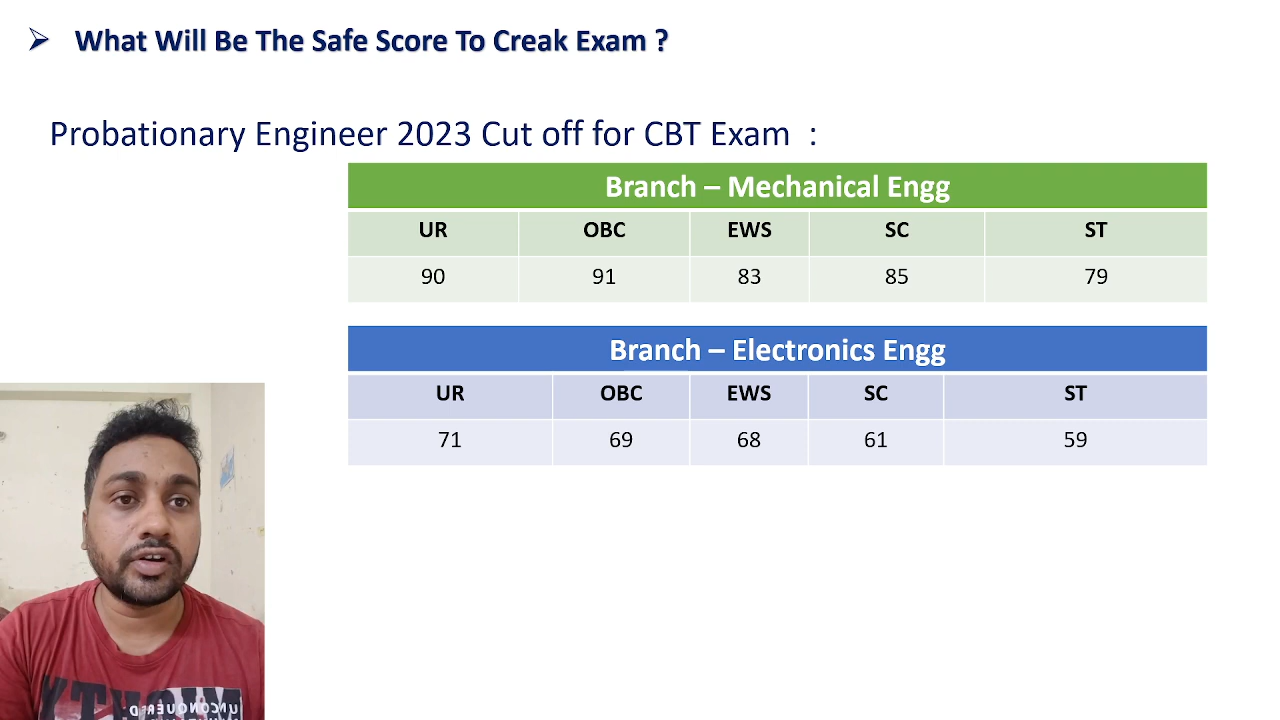 What Will Be The Safe Score To Creak Exam ?
Probationary Engineer 2023 Cut off for CBT Exam :
Branch – Mechanical Engg
UR OBC EWS SC ST
90 91 83 85 79
Branch – Electronics Engg
UR OBC EWS SC ST
71 69 68 61 59
UNCONQUERED